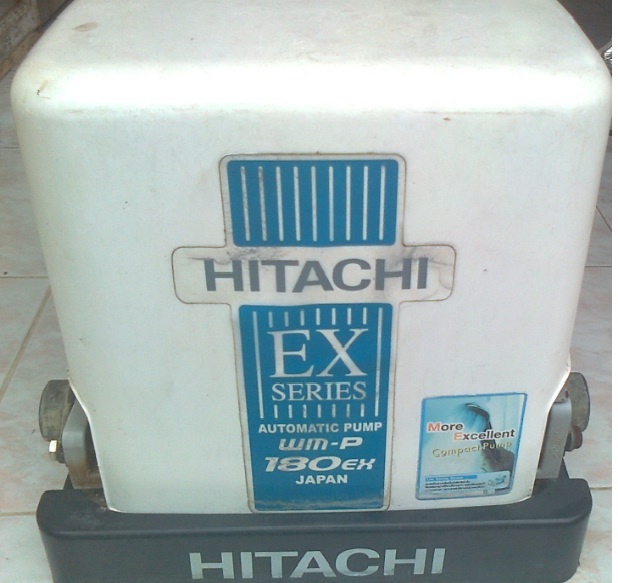 HITACHI
EX
SERIES
AUTOMATIC PUMP
WM-P
180EX
JAPAN
More
Excellent
Compact Pump
HITACHI